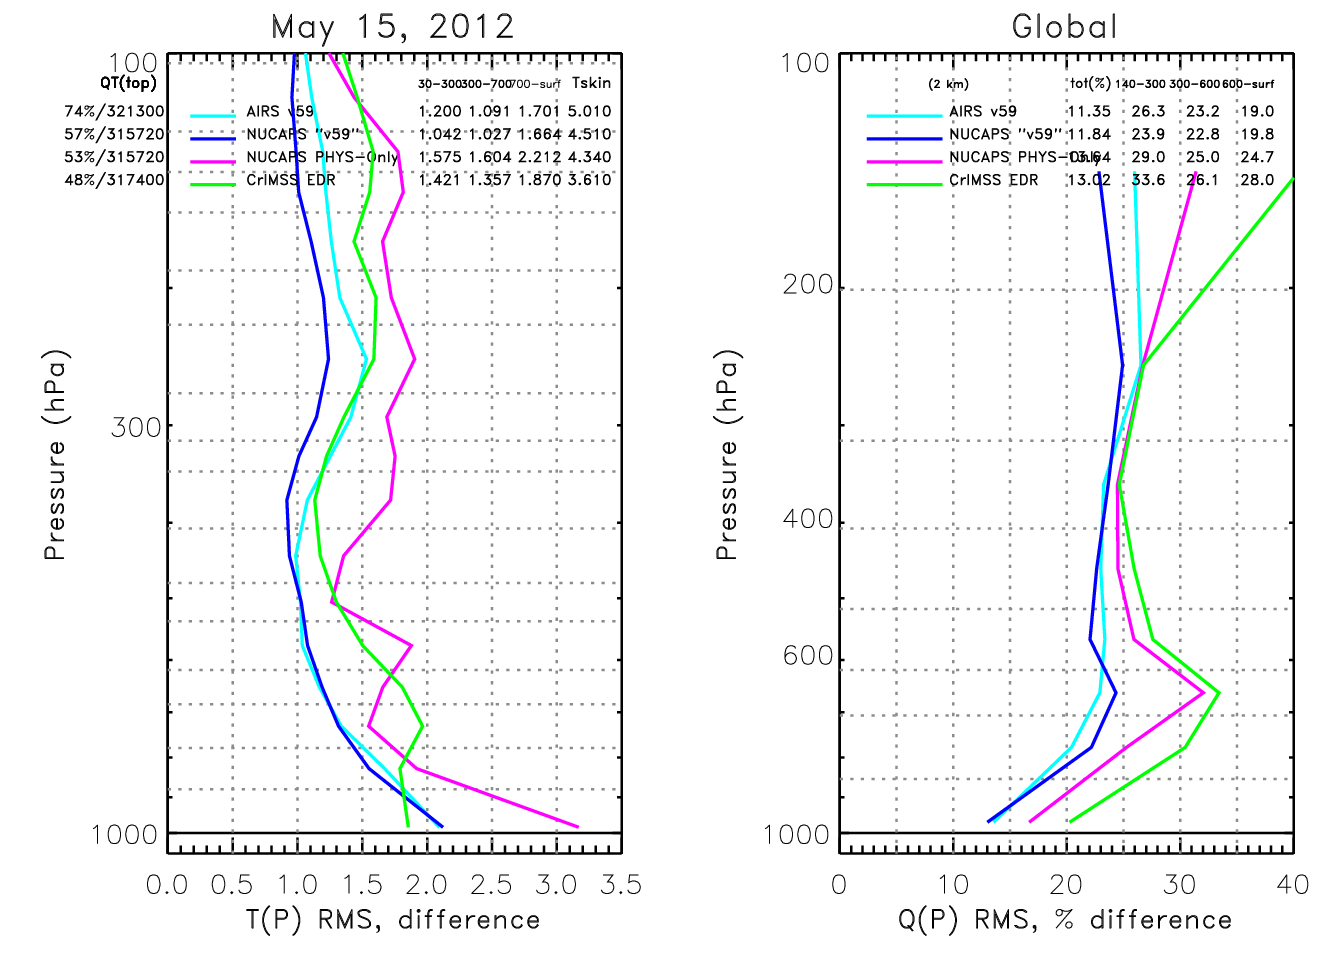 May 15, 2012
Global
100
QT(top) 30-300 300-700 700-surf Tskin
74%/321300 AIRS v59 1.200 1.091 1.701 5.010
57%/315720 NUCAPS "v59" 1.042 1.027 1.664 4.510
53%/315720 NUCAPS PHYS-Only 1.575 1.604 2.212 4.340
48%/317400 CrIMSS EDR 1.421 1.357 1.870 3.610
300
1000
Pressure (hPa)
0.0 0.5 1.0 1.5 2.0 2.5 3.0 3.5
T(P) RMS, difference
100
(2 km) tot(%) 140-300 300-600 600-surf
AIRS v59 11.35 26.3 23.2 19.0
NUCAPS "v59" 11.84 23.9 22.8 19.8
NUCAPS PHYS-Only 13.64 29.0 25.0 24.7
CrIMSS EDR 13.02 33.6 26.1 28.0
200
400
600
1000
Pressure (hPa)
0 10 20 30 40
Q(P) RMS, % difference